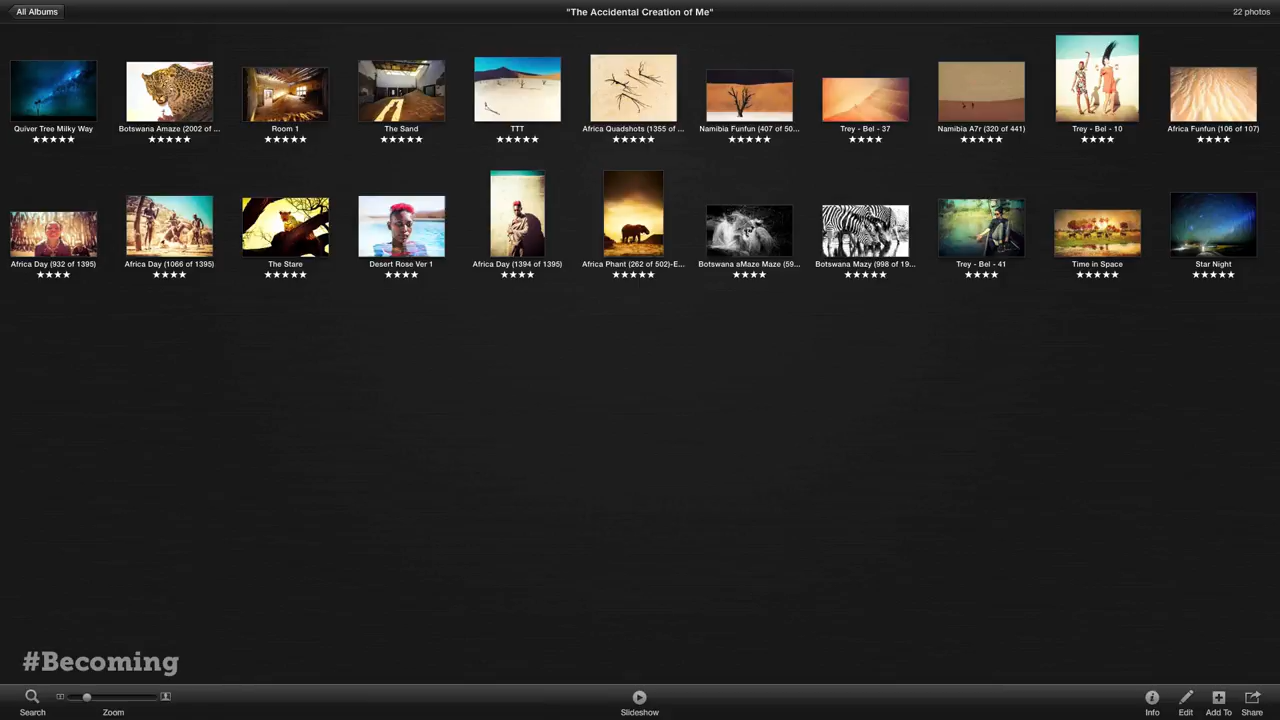 All Albums
"The Accidental Creation of Me"
22 photos
Quiver Tree Milky Way
Botswana Amaze (2002 of ...
Room 1
The Sand
TTT
Africa Quadshots (1355 of ...
Namibia Funfun (407 of 50...
Trey - Bel - 37
Namibia A7r (320 of 441)
Trey - Bel - 10
Africa Funfun (106 of 107)
Africa Day (932 of 1395)
Africa Day (1066 of 1395)
The Stare
Desert Rose Ver 1
Africa Day (1394 of 1395)
Africa Phant (262 of 502)-E...
Botswana aMaze Maze (59...
Botswana Mazy (998 of 19...
Trey - Bel - 41
Time in Space
Star Night
#Becoming
Search
Zoom
Slideshow
Info
Edit
Add To
Share